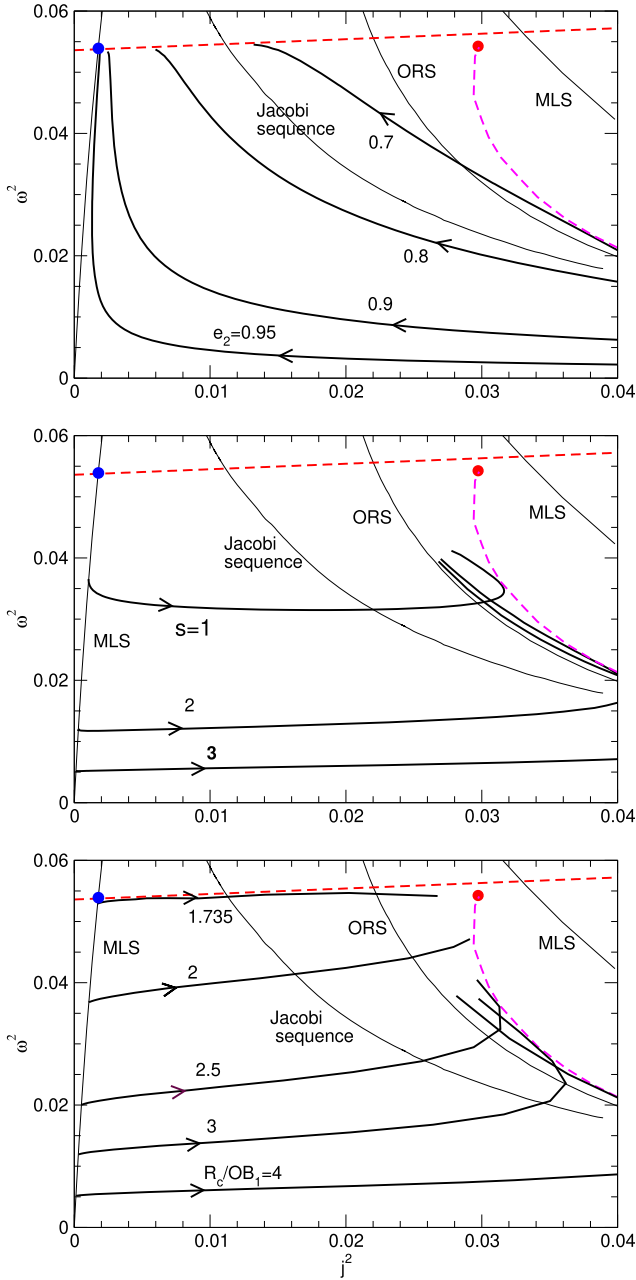 0.06
ORS
MLS
Jacobi
sequence
0.04
0.7
ω²
0.8
0.02
0.9
e₂=0.95
0
0 0.01 0.02 0.03 0.04
0.06
ORS
MLS
Jacobi
sequence
0.04
ω²
s=1
MLS
0.02
2
3
0
0 0.01 0.02 0.03 0.04
0.06
1.735
ORS
MLS
MLS
2
0.04
Jacobi
sequence
ω²
2.5
0.02
3
R_c/OB₁=4
0
0 0.01 0.02 0.03 0.04
j²